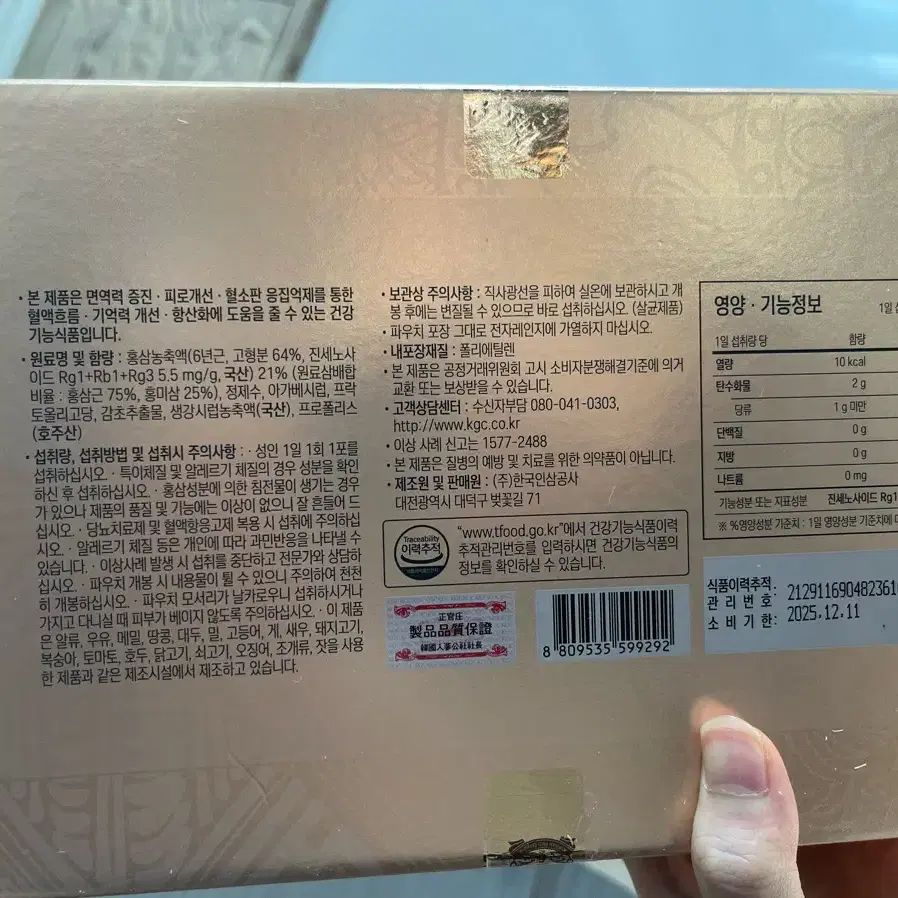 · 본 제품은 면역력 증진 · 피로개선 · 혈소판 응집억제를 통한
혈액흐름 · 기억력 개선 · 항산화에 도움을 줄 수 있는 건강
기능식품입니다.
· 원료명 및 함량 : 홍삼농축액(6년근, 고형분 64%, 진세노사
이드 Rg1+Rb1+Rg3 5.5 mg/g, 국산) 21% (원료삼배합
비율 : 홍삼근 75%, 홍미삼 25%), 정제수, 아가베시럽, 프락
토올리고당, 감초추출물, 생강시럽농축액(국산), 프로폴리스
(호주산)
· 섭취량, 섭취방법 및 섭취시 주의사항 : · 성인 1일 1회 1포를
섭취하십시오. · 특이체질 및 알레르기 체질의 경우 성분을 확인
하신 후 섭취하십시오. · 홍삼성분에 의한 침전물이 생기는 경우
가 있으나 제품의 품질 및 기능에는 이상이 없으니 잘 흔들어 드
십시오. · 당뇨치료제 및 혈액항응고제 복용 시 섭취에 주의하십
시오. · 알레르기 체질 등은 개인에 따라 과민반응을 나타낼 수
있습니다. · 이상사례 발생 시 섭취를 중단하고 전문가와 상담하
십시오. · 파우치 개봉 시 내용물이 튈 수 있으니 주의하여 천천
히 개봉하십시오. · 파우치 모서리가 날카로우니 섭취하시거나
가지고 다니실 때 피부가 베이지 않도록 주의하십시오. · 이 제품
은 알류, 우유, 메밀, 땅콩, 대두, 밀, 고등어, 게, 새우, 돼지고기,
복숭아, 토마토, 호두, 닭고기, 쇠고기, 오징어, 조개류, 잣을 사용
한 제품과 같은 제조시설에서 제조하고 있습니다.
· 보관상 주의사항 : 직사광선을 피하여 실온에 보관하시고 개
봉 후에는 변질될 수 있으므로 바로 섭취하십시오. (살균제품)
· 파우치 포장 그대로 전자레인지에 가열하지 마십시오.
· 내포장재질 : 폴리에틸렌
· 본 제품은 공정거래위원회 고시 소비자분쟁해결기준에 의거
교환 또는 보상받을 수 있습니다.
· 고객상담센터 : 수신자부담 080-041-0303,
http://www.kgc.co.kr
· 이상 사례 신고는 1577-2488
· 본 제품은 질병의 예방 및 치료를 위한 의약품이 아닙니다.
· 제조원 및 판매원 : (주)한국인삼공사
대전광역시 대덕구 벚꽃길 71
Traceability
이력추적
"www.tfood.go.kr"에서 건강기능식품이력
추적관리번호를 입력하시면 건강기능식품의
정보를 확인하실 수 있습니다.
正官庄
製品品質保證
韓國人蔘公社社長
8 809535 599292
영양 · 기능정보
1일 섭취량 당 함량
열량 10 kcal
탄수화물 2 g
당류 1 g 미만
단백질 0 g
지방 0 g
나트륨 0 mg
기능성분 또는 지표성분 진세노사이드 Rg1
※ %영양성분 기준치 : 1일 영양성분 기준치에
식품이력추적
관 리 번 호 : 212911690482361
소 비 기 한 : 2025.12.11